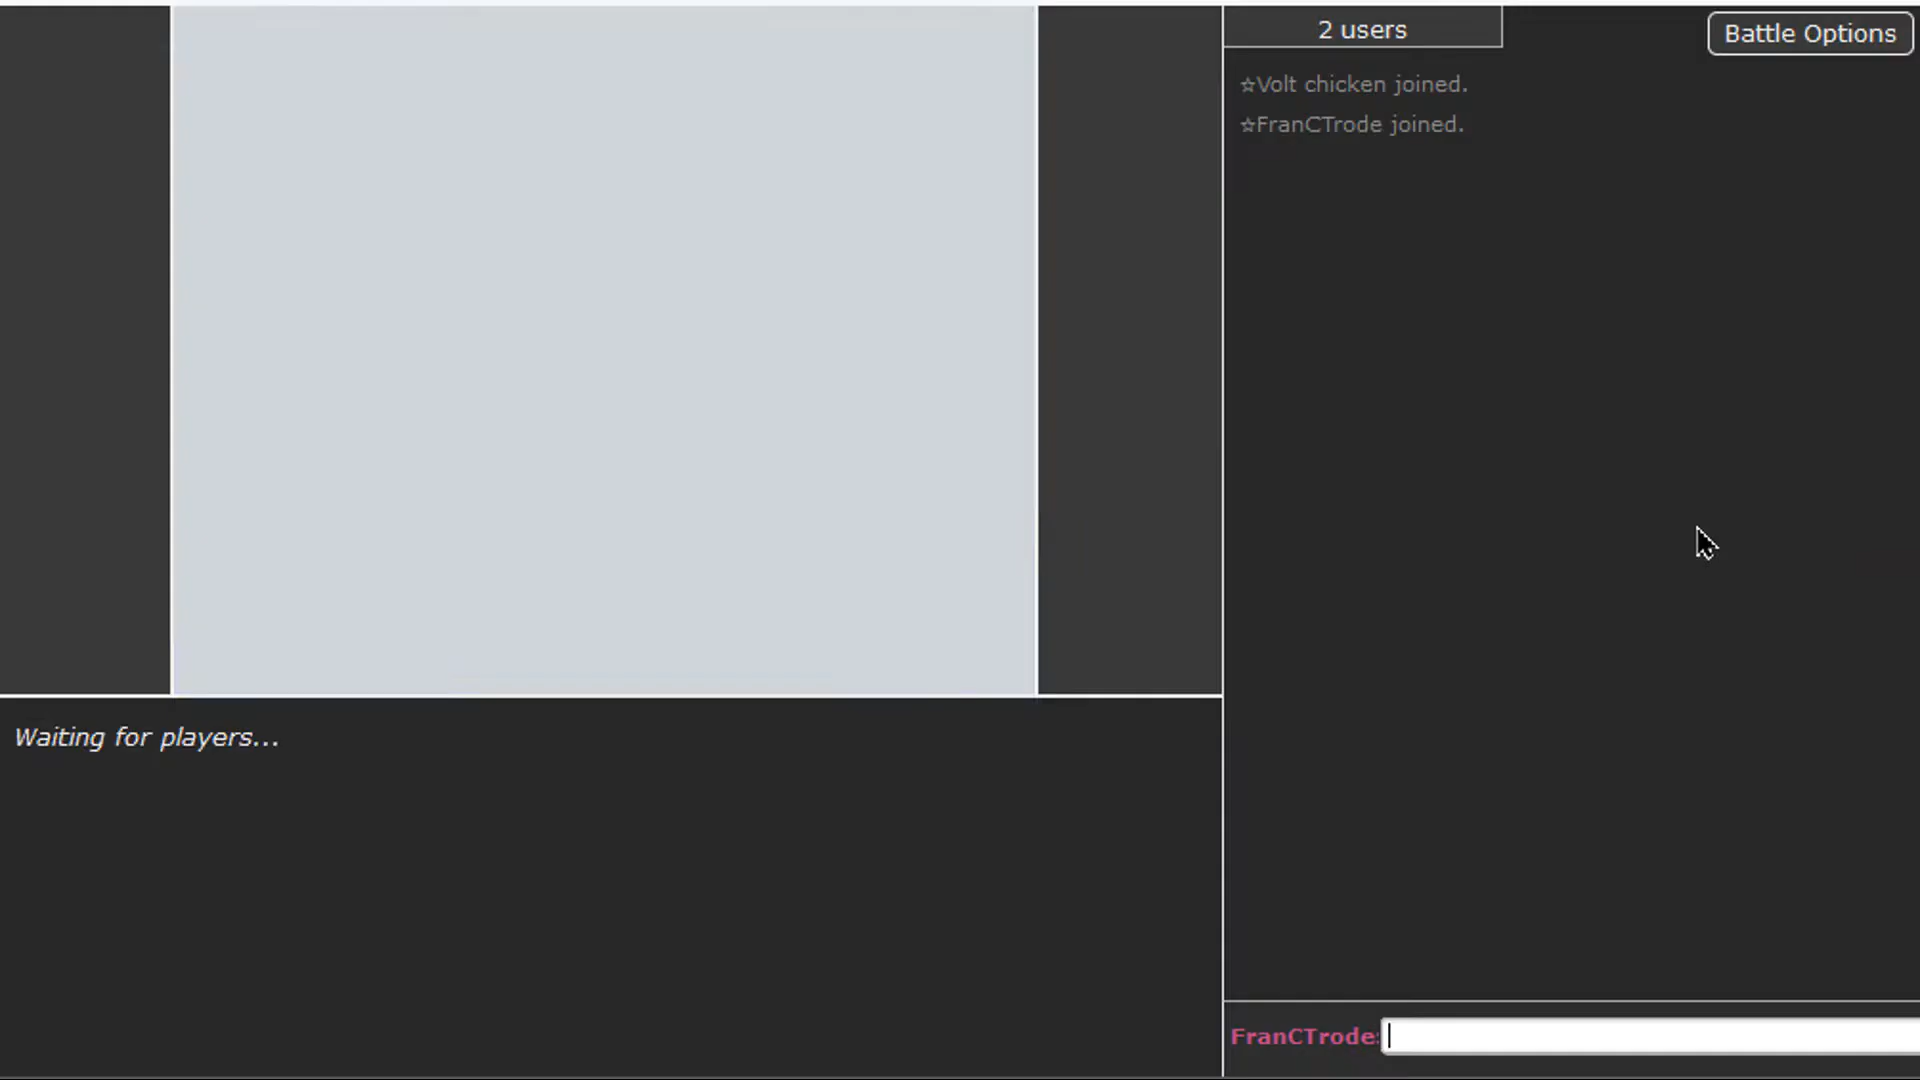 2 users
Battle Options
☆Volt chicken joined.
☆FranCTrode joined.
Waiting for players...
FranCTrode: